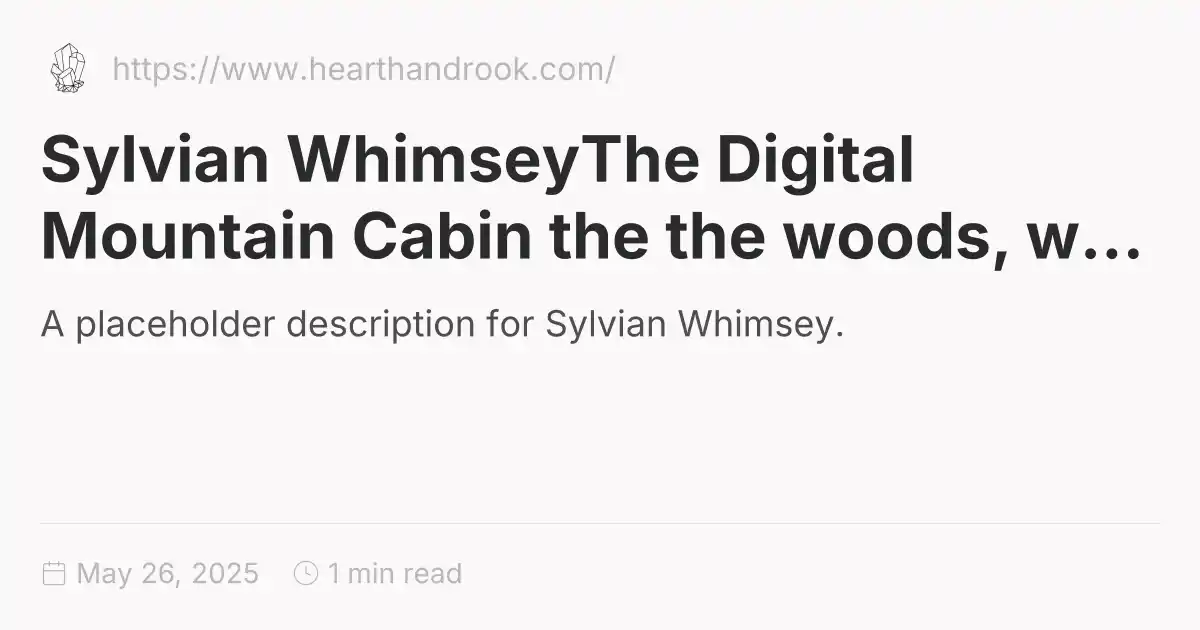 https://www.hearthandrook.com/
Sylvian WhimseyThe Digital
Mountain Cabin the the woods, w...
A placeholder description for Sylvian Whimsey.
May 26, 2025 1 min read